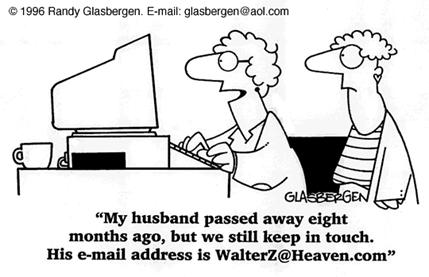 © 1996 Randy Glasbergen. E-mail: glasbergen@aol.com
GLASBERGEN
“My husband passed away eight
months ago, but we still keep in touch.
His e-mail address is WalterZ@Heaven.com”